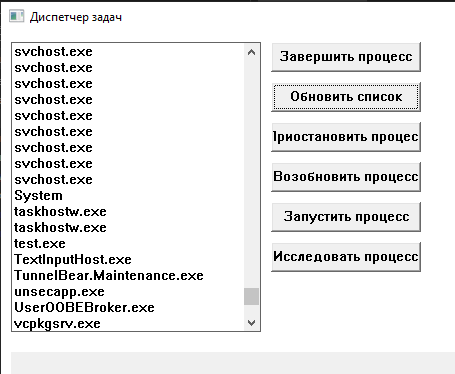 Диспетчер задач
svchost.exe
svchost.exe
svchost.exe
svchost.exe
svchost.exe
svchost.exe
svchost.exe
svchost.exe
svchost.exe
System
taskhostw.exe
taskhostw.exe
test.exe
TextInputHost.exe
TunnelBear.Maintenance.exe
unsecapp.exe
UserOOBEBroker.exe
vcpkgsrv.exe
Завершить процесс
Обновить список
Приостановить процес
Возобновить процесс
Запустить процесс
Исследовать процесс